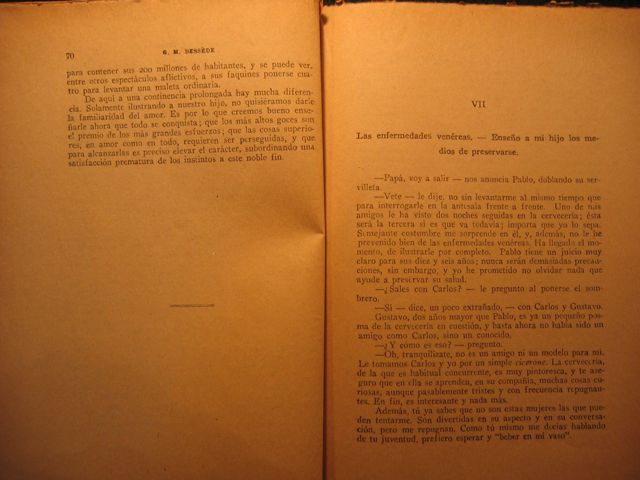 70
G. M. BESSÈDE
para contener sus 200 millones de habitantes, y se puede ver,
entre otros espectáculos aflictivos, a sus faquines ponerse cua-
tro para levantar una maleta ordinaria.
De aquí a una continencia prolongada hay mucha diferen-
cia. Solamente ilustrando a nuestro hijo, no quisiéramos darle
la familiaridad del amor. Es por lo que creemos bueno ense-
ñarle ahora que todo se conquista; que los más altos goces son
el premio de los más grandes esfuerzos; que las cosas superio-
res, en amor como en todo, requieren ser perseguidas, y que
para alcanzarlas es preciso elevar el carácter, subordinando una
satisfacción prematura de los instintos a este noble fin.
VII
Las enfermedades venéreas. — Enseño a mi hijo los me-
dios de preservarse.
—Papá, voy a salir — nos anuncia Pablo, doblando su ser-
villeta.
—Vete — le dije, no sin levantarme al mismo tiempo que
para interrogarle en la antisala frente a frente. Uno de mis
amigos le ha visto dos noches seguidas en la cervecería; ésta
será la tercera si es que va todavía; importa que yo lo sepa.
Semejante costumbre me sorprende en él, y, además, no le he
prevenido bien de las enfermedades venéreas. Ha llegado el mo-
mento, de ilustrarle por completo. Pablo tiene un juicio muy
claro para sus diez y seis años; nunca serán demasiadas precau-
ciones, sin embargo, y yo he prometido no olvidar nada que
ayude a preservar su salud.
—¿Sales con Carlos? — le pregunto al ponerse el som-
brero.
—Sí — dice, un poco extrañado, — con Carlos y Gustavo.
Gustavo, dos años mayor que Pablo, es ya un pequeño pos-
ma de la cervecería en cuestión, y hasta ahora no había sido un
amigo como Carlos, sino un conocido.
—¿Y cómo es eso? — pregunto.
—Oh, tranquilízate, no es un amigo ni un modelo para mí.
Le tomamos Carlos y yo por un simple cicerone. La cervecería,
de la que es habitual concurrente, es muy pintoresca, y te ase-
guro que en ella se aprenden, en su compañía, muchas cosas cu-
riosas, aunque pasablemente tristes y con frecuencia repugnan-
tes. En fin, es interesante y nada más.
Además, tú ya sabes que no son estas mujeres las que pue-
den tentarme. Son divertidas en su aspecto y en su conversa-
ción, pero me repugnan. Como tú mismo me decías hablando
de tu juventud, prefiero esperar y "beber en mi vaso".